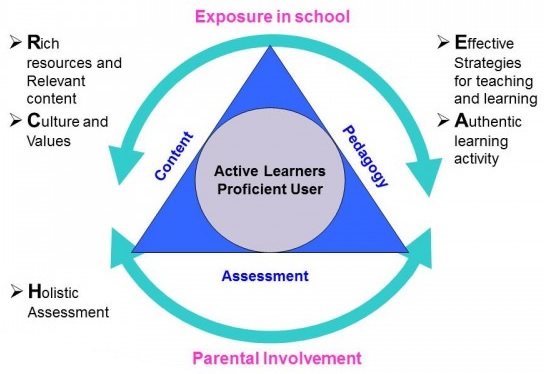 Exposure in school
➢ Rich
resources and
Relevant
content
➢ Culture and
Values
➢ Effective
Strategies
for teaching
and learning
➢ Authentic
learning
activity
Content
Pedagogy
Active Learners
Proficient User
Assessment
➢ Holistic
Assessment
Parental Involvement